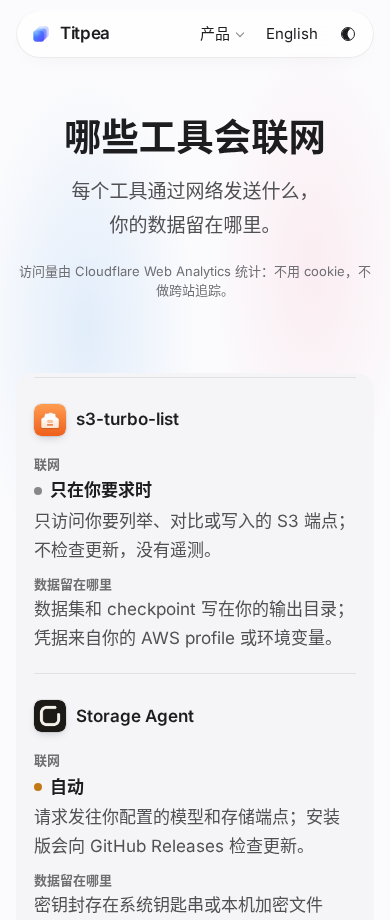 Titpea
产品
English
哪些工具会联网
每个工具通过网络发送什么，
你的数据留在哪里。
访问量由 Cloudflare Web Analytics 统计：不用 cookie，不
做跨站追踪。
s3-turbo-list
联网
只在你要求时
只访问你要列举、对比或写入的 S3 端点；
不检查更新，没有遥测。
数据留在哪里
数据集和 checkpoint 写在你的输出目录；
凭据来自你的 AWS profile 或环境变量。
Storage Agent
联网
自动
请求发往你配置的模型和存储端点；安装
版会向 GitHub Releases 检查更新。
数据留在哪里
密钥封存在系统钥匙串或本机加密文件